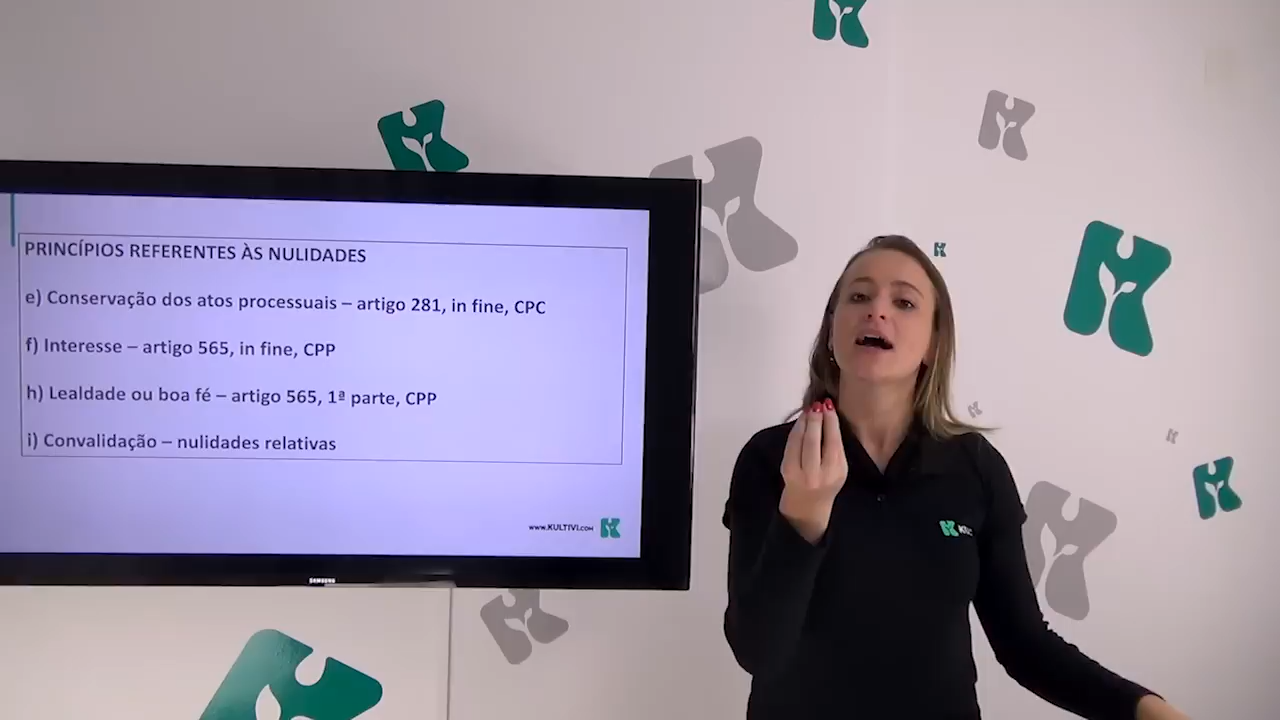 PRINCÍPIOS REFERENTES ÀS NULIDADES
e) Conservação dos atos processuais – artigo 281, in fine, CPC
f) Interesse – artigo 565, in fine, CPP
h) Lealdade ou boa fé – artigo 565, 1ª parte, CPP
i) Convalidação – nulidades relativas
www.KULTIVI.COM
SAMSUNG